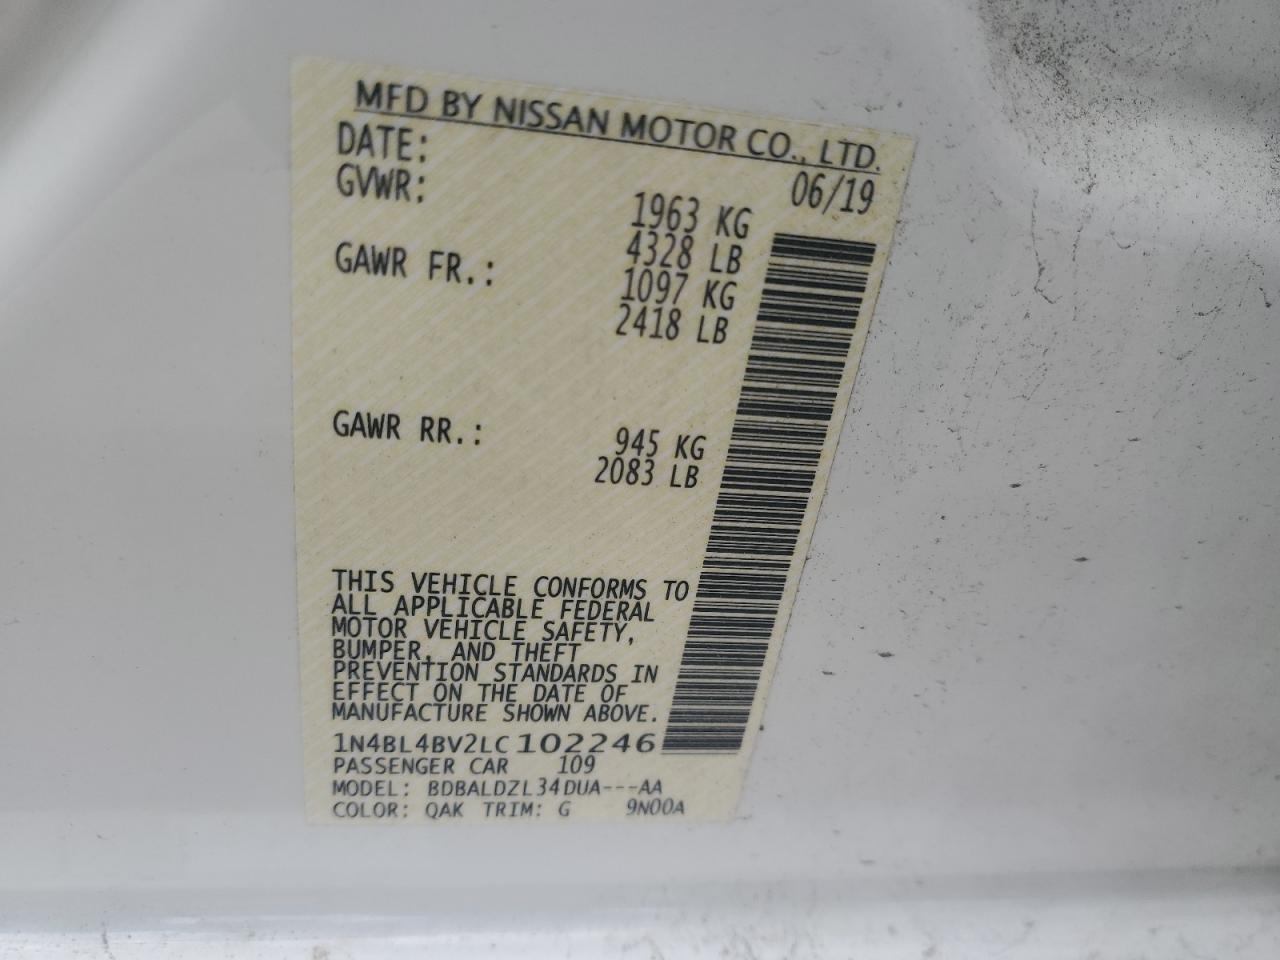 MFD BY NISSAN MOTOR CO., LTD.
DATE: 06/19
GVWR: 1963 KG
4328 LB
GAWR FR.: 1097 KG
2418 LB
GAWR RR.: 945 KG
2083 LB
THIS VEHICLE CONFORMS TO
ALL APPLICABLE FEDERAL
MOTOR VEHICLE SAFETY,
BUMPER, AND THEFT
PREVENTION STANDARDS IN
EFFECT ON THE DATE OF
MANUFACTURE SHOWN ABOVE.
1N4BL4BV2LC102246
PASSENGER CAR 109
MODEL: BDBALDZL34DUA---AA
COLOR: QAK TRIM: G 9N00A